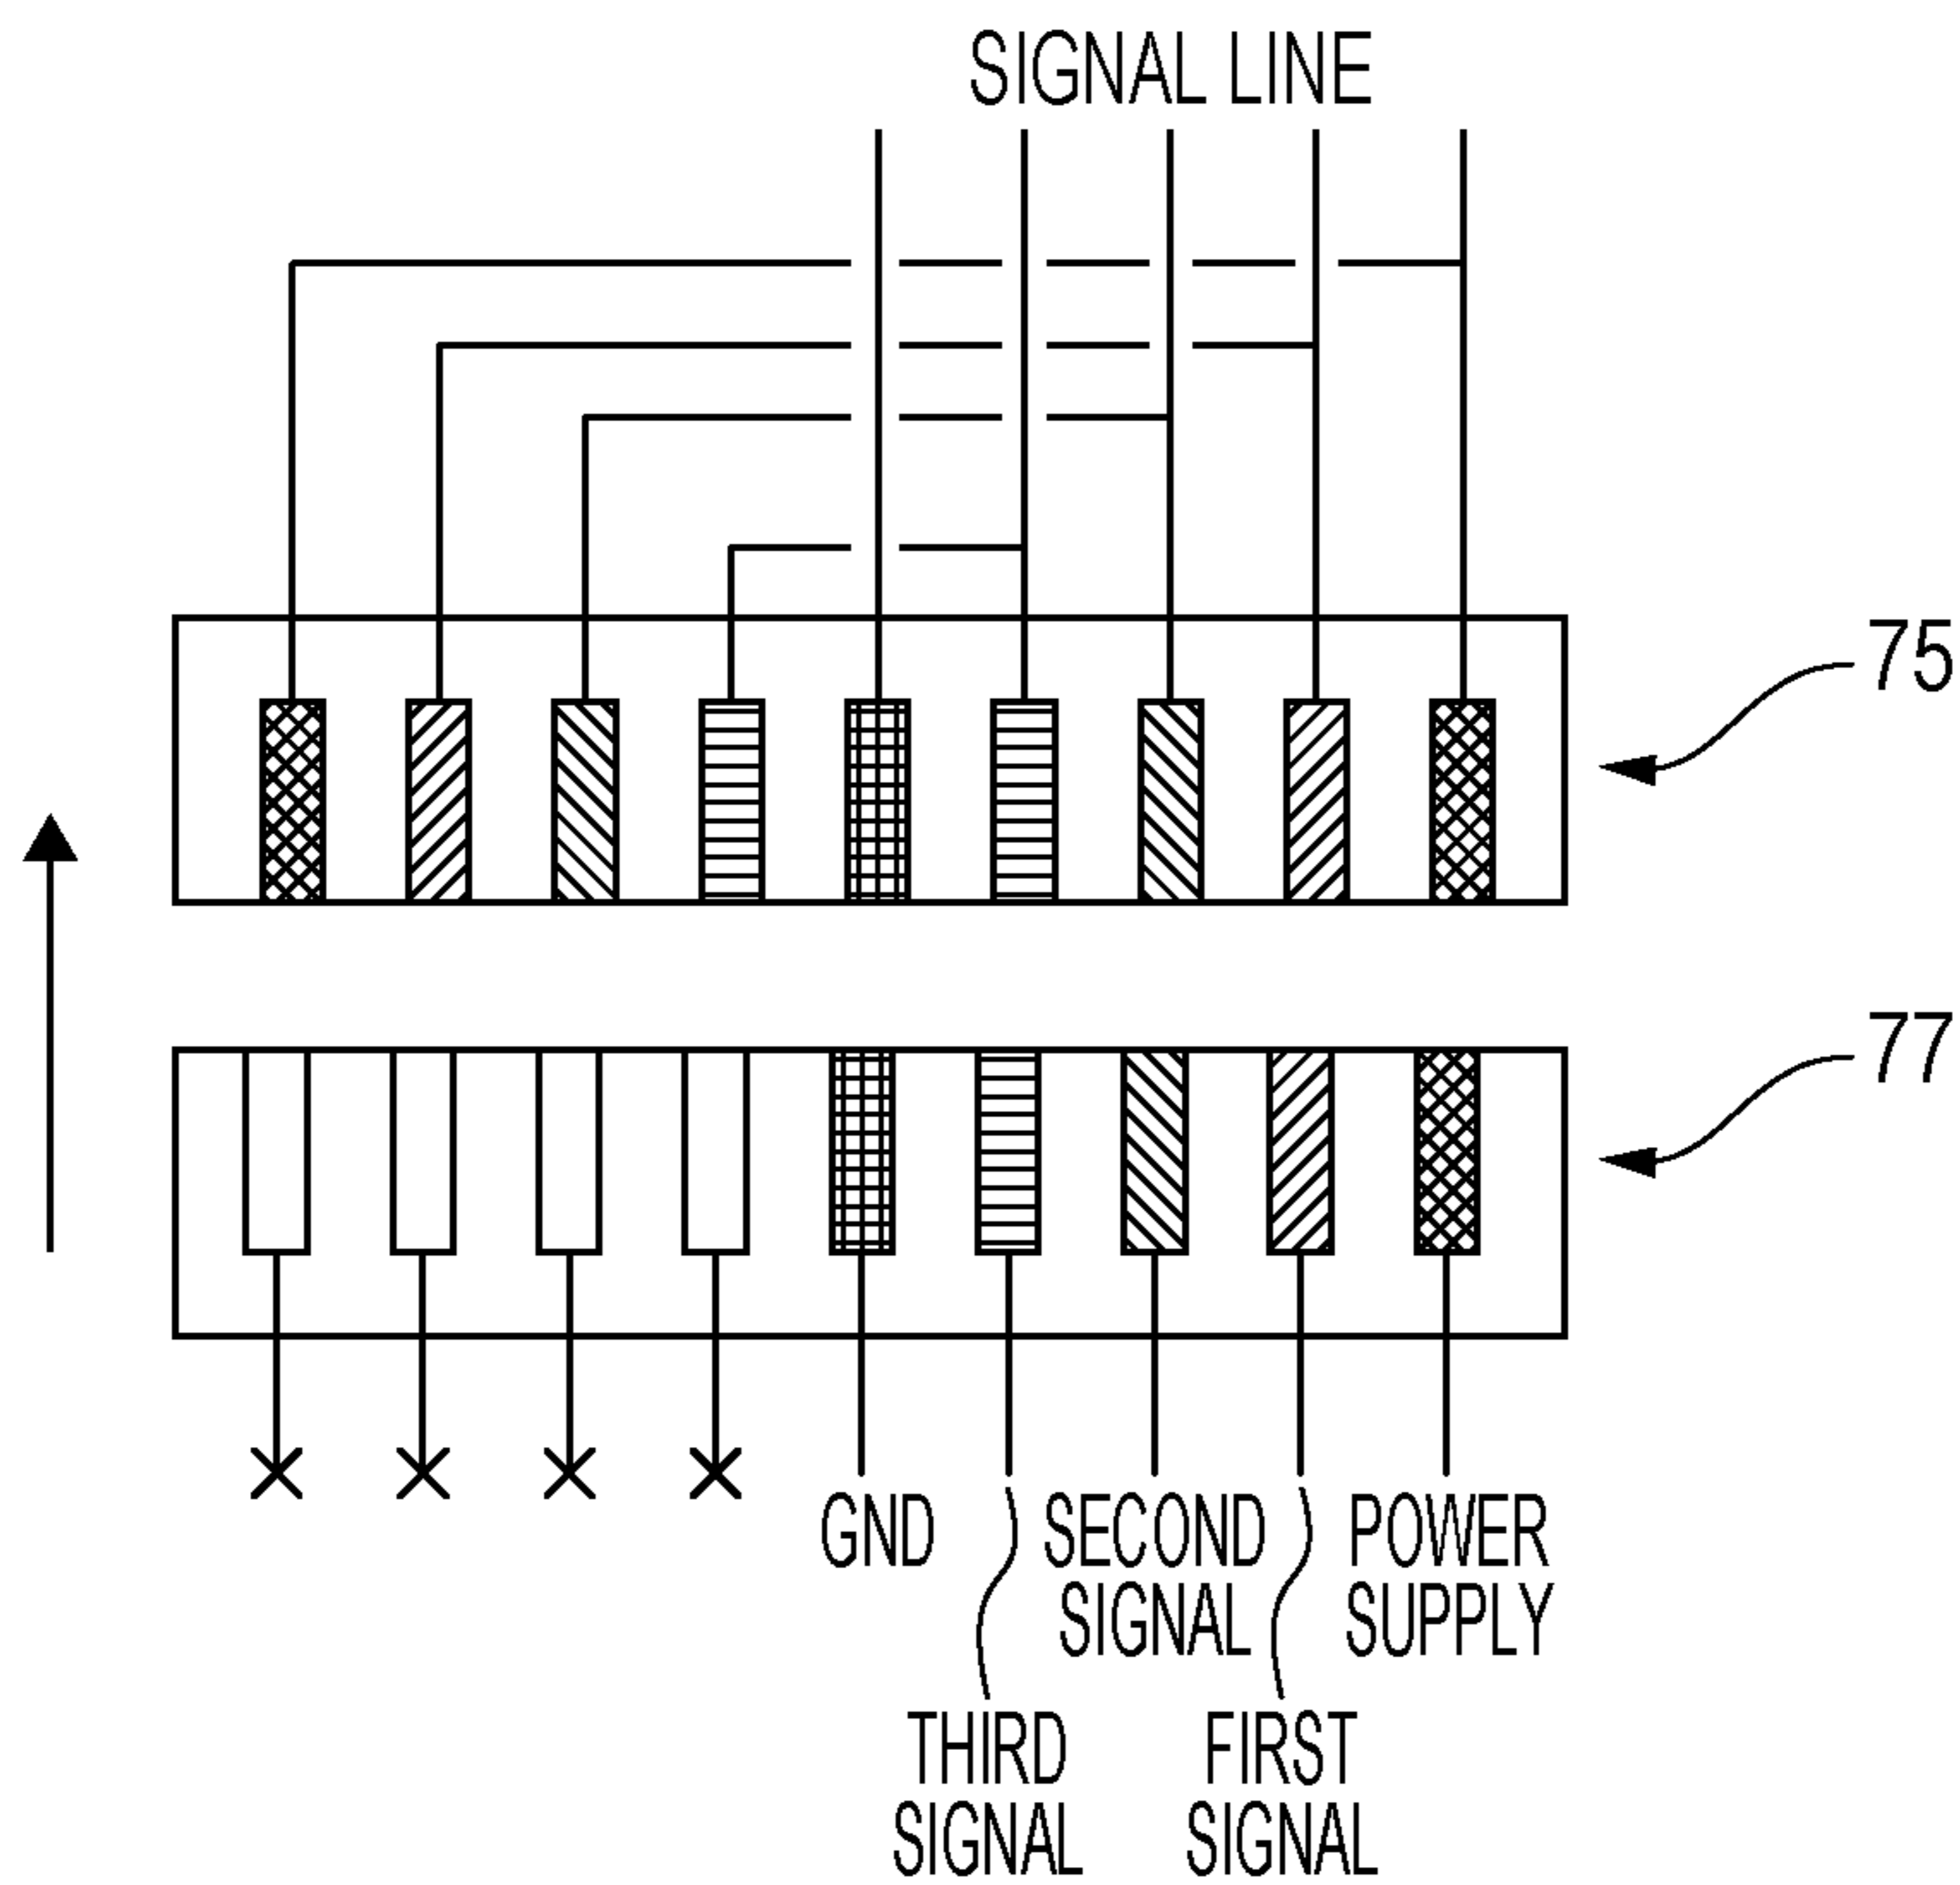 SIGNAL LINE
75
77
GND
SECOND
SIGNAL
POWER
SUPPLY
THIRD
SIGNAL
FIRST
SIGNAL